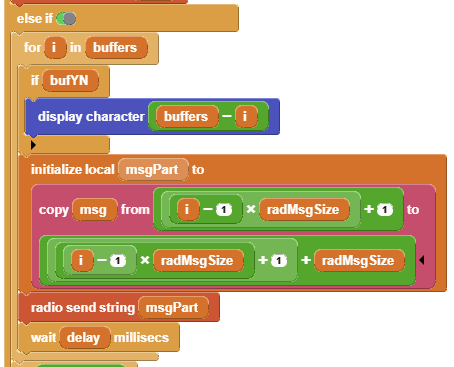 else if
for i in buffers
if bufYN
display character buffers − i
initialize local msgPart to
copy msg from i − 1 × radMsgSize + 1 to
i − 1 × radMsgSize + 1 + radMsgSize
radio send string msgPart
wait delay millisecs